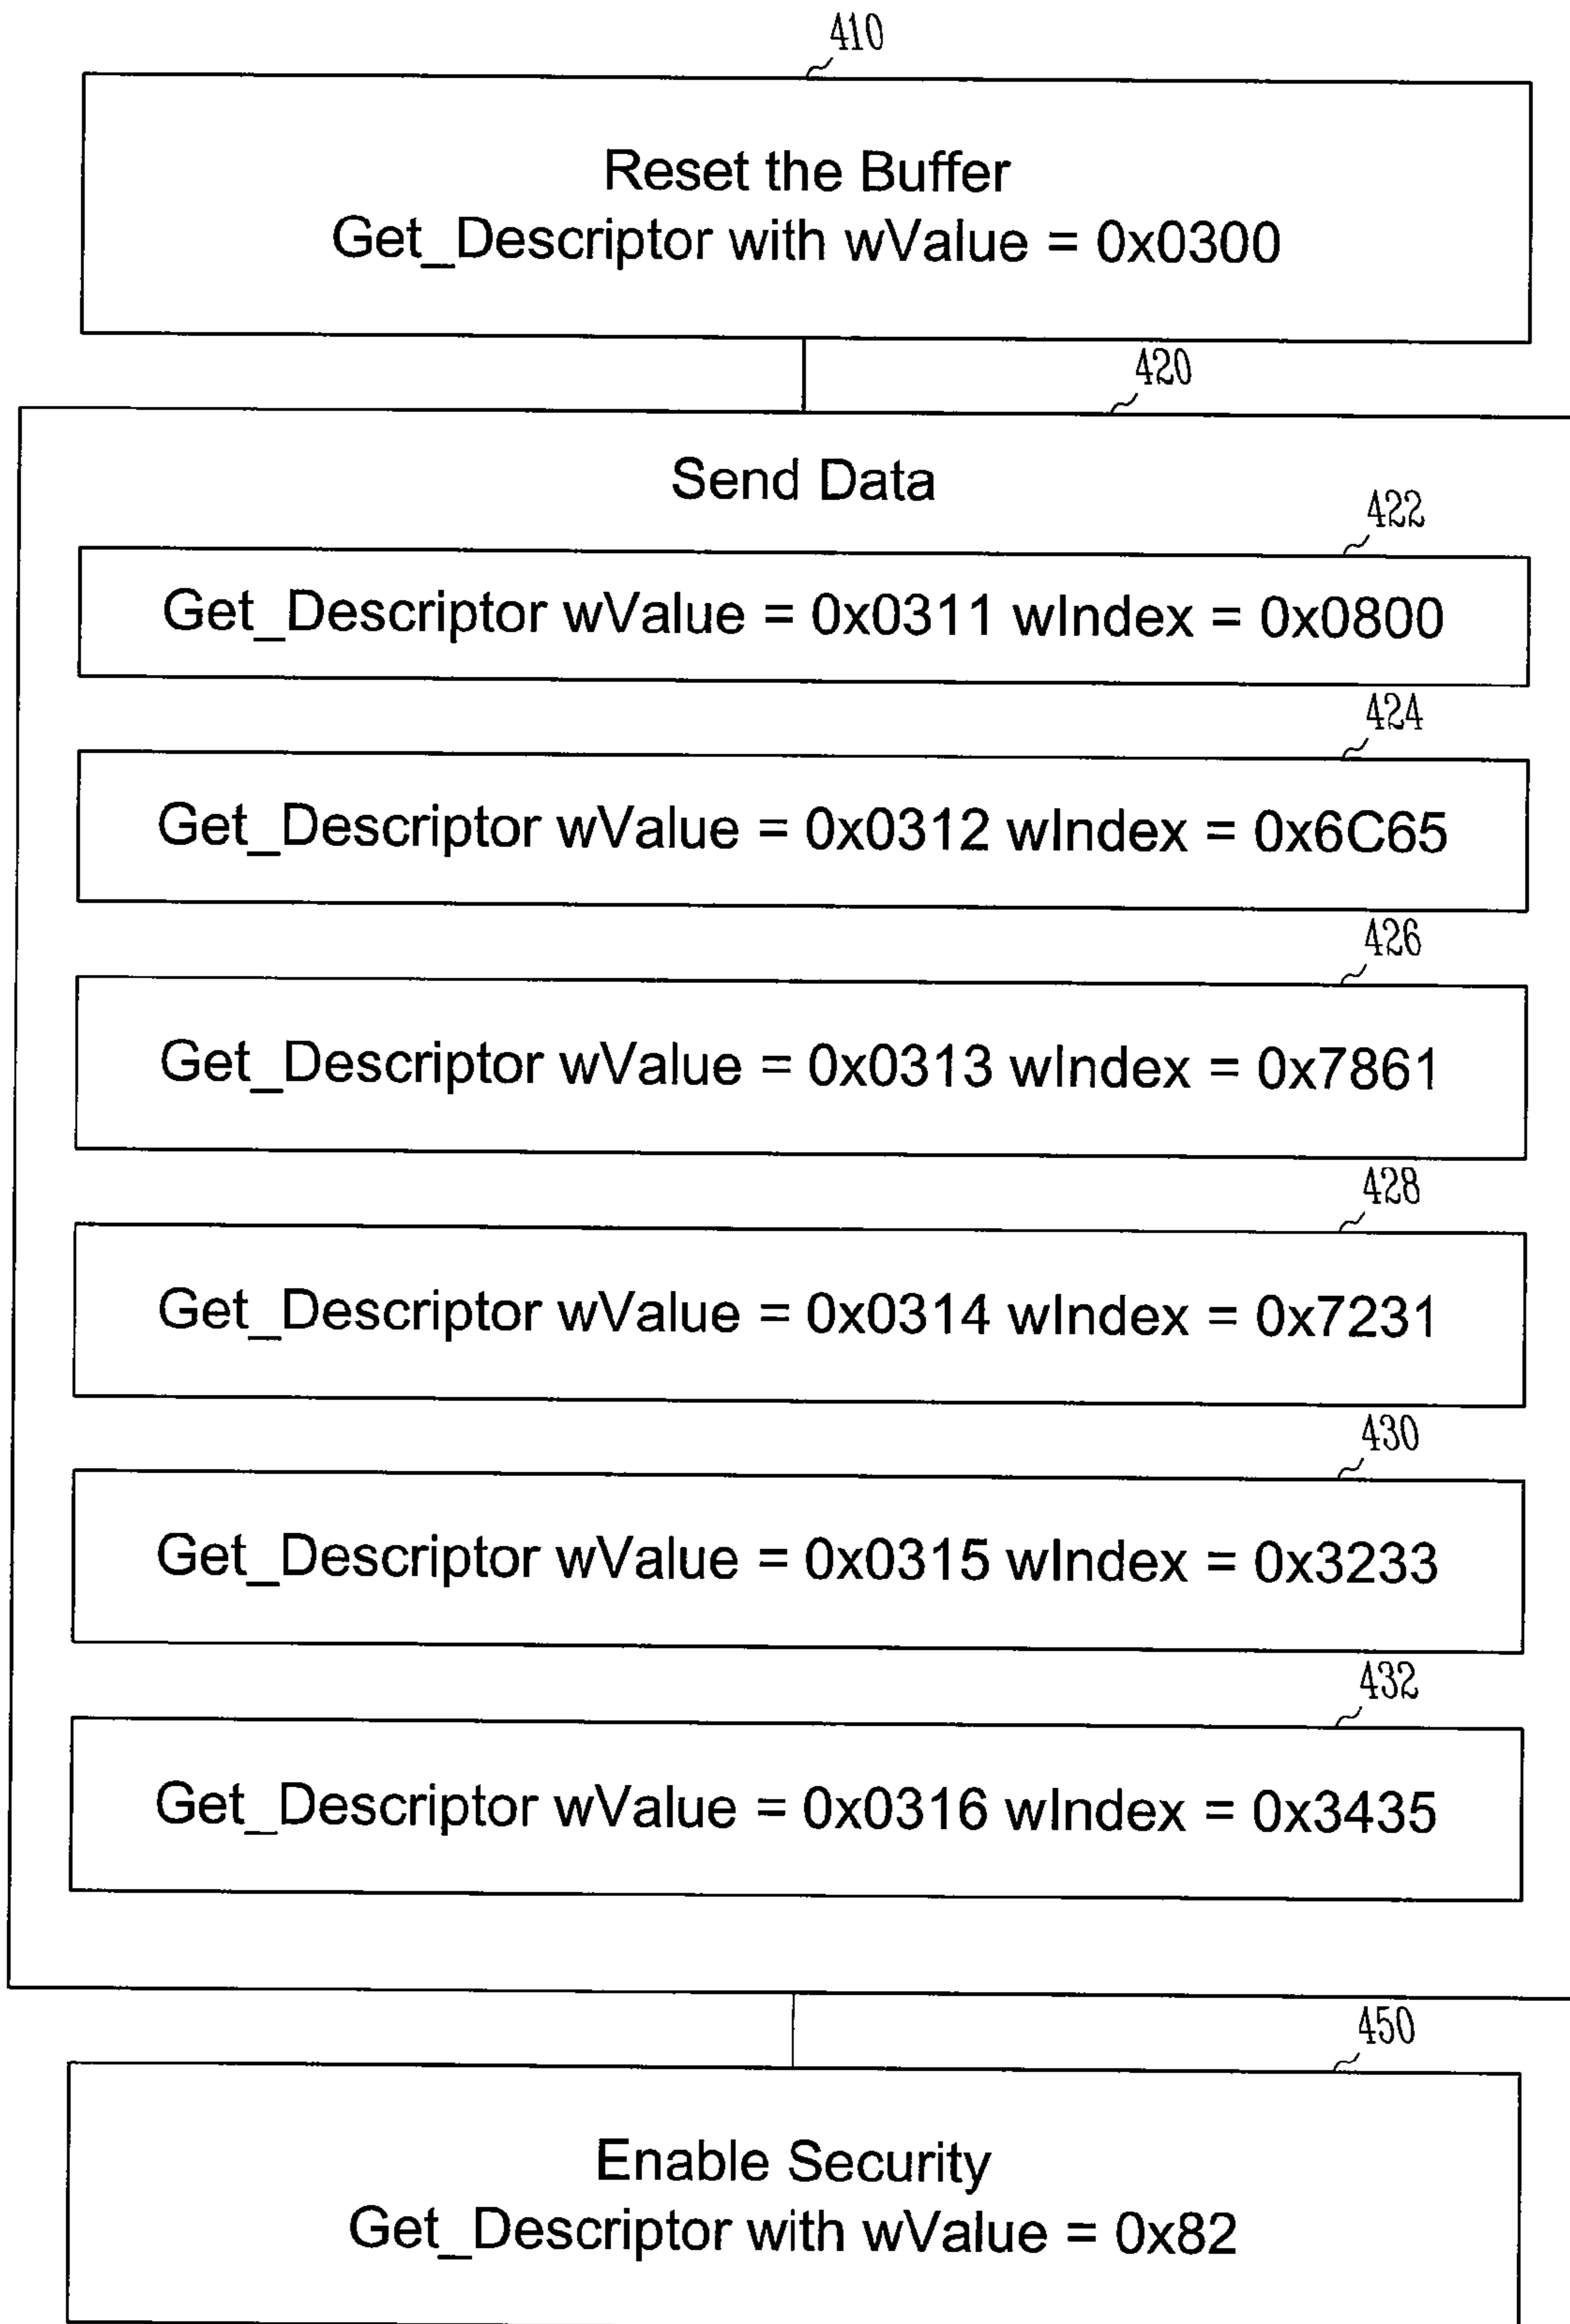 410
Reset the Buffer
Get_Descriptor with wValue = 0x0300
420
Send Data
422
Get_Descriptor wValue = 0x0311 wIndex = 0x0800
424
Get_Descriptor wValue = 0x0312 wIndex = 0x6C65
426
Get_Descriptor wValue = 0x0313 wIndex = 0x7861
428
Get_Descriptor wValue = 0x0314 wIndex = 0x7231
430
Get_Descriptor wValue = 0x0315 wIndex = 0x3233
432
Get_Descriptor wValue = 0x0316 wIndex = 0x3435
450
Enable Security
Get_Descriptor with wValue = 0x82